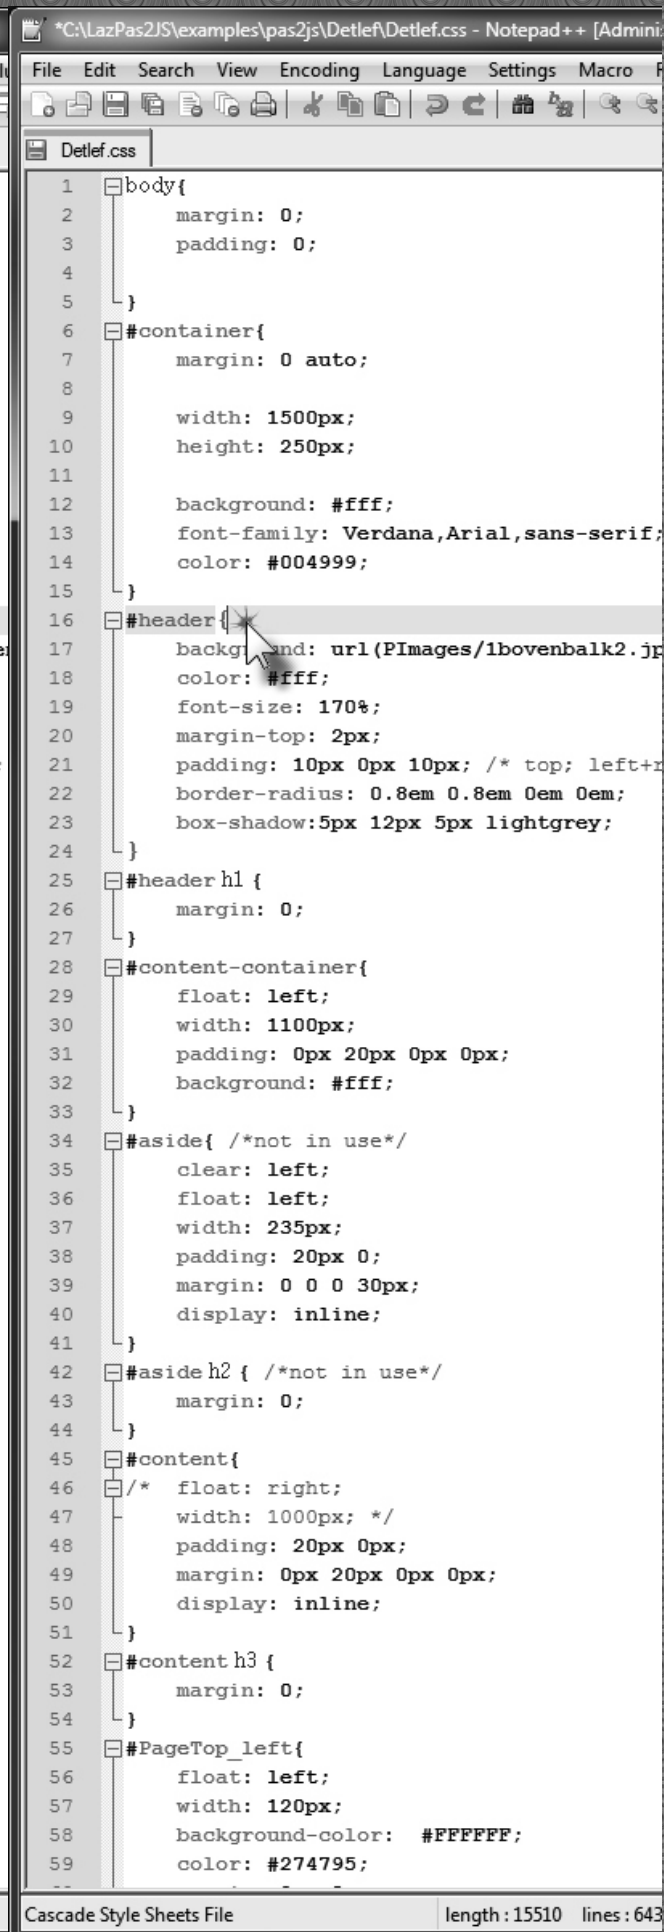 *C:\LazPas2JS\examples\pas2js\Detlef\Detlef.css - Notepad++ [Admini
File Edit Search View Encoding Language Settings Macro
Detlef.css
1 body{
2 margin: 0;
3 padding: 0;
4
5 }
6 #container{
7 margin: 0 auto;
8
9 width: 1500px;
10 height: 250px;
11
12 background: #fff;
13 font-family: Verdana,Arial,sans-serif;
14 color: #004999;
15 }
16 #header{
17 background: url(PImages/1bovenbalk2.jp
18 color: #fff;
19 font-size: 170%;
20 margin-top: 2px;
21 padding: 10px 0px 10px; /* top; left+r
22 border-radius: 0.8em 0.8em 0em 0em;
23 box-shadow:5px 12px 5px lightgrey;
24 }
25 #header h1 {
26 margin: 0;
27 }
28 #content-container{
29 float: left;
30 width: 1100px;
31 padding: 0px 20px 0px 0px;
32 background: #fff;
33 }
34 #aside{ /*not in use*/
35 clear: left;
36 float: left;
37 width: 235px;
38 padding: 20px 0;
39 margin: 0 0 0 30px;
40 display: inline;
41 }
42 #aside h2 { /*not in use*/
43 margin: 0;
44 }
45 #content{
46 /* float: right;
47 width: 1000px; */
48 padding: 20px 0px;
49 margin: 0px 20px 0px 0px;
50 display: inline;
51 }
52 #content h3 {
53 margin: 0;
54 }
55 #PageTop_left{
56 float: left;
57 width: 120px;
58 background-color: #FFFFFF;
59 color: #274795;
Cascade Style Sheets File length : 15510 lines : 643